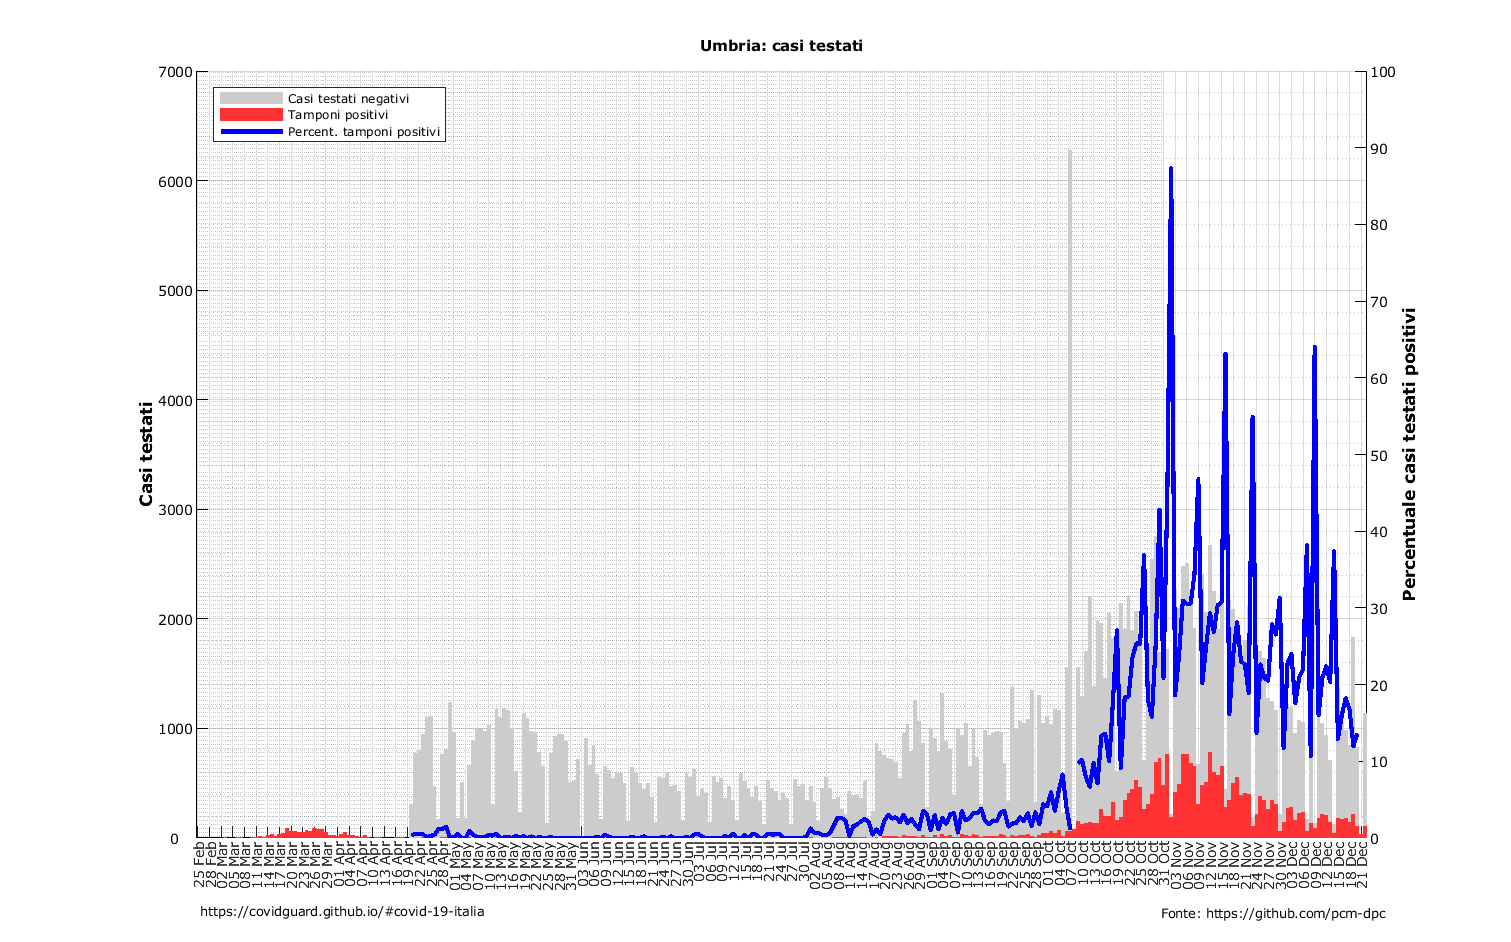 Umbria: casi testati
7000
6000
5000
4000
3000
2000
1000
0
Casi testati
Casi testati negativi
Tamponi positivi
Percent. tamponi positivi
100
90
80
70
60
50
40
30
20
10
0
Percentuale casi testati positivi
25 Feb
28 Feb
02 Mar
05 Mar
08 Mar
11 Mar
14 Mar
17 Mar
20 Mar
23 Mar
26 Mar
29 Mar
01 Apr
04 Apr
07 Apr
10 Apr
13 Apr
16 Apr
19 Apr
22 Apr
25 Apr
28 Apr
01 May
04 May
07 May
10 May
13 May
16 May
19 May
22 May
25 May
28 May
31 May
03 Jun
06 Jun
09 Jun
12 Jun
15 Jun
18 Jun
21 Jun
24 Jun
27 Jun
30 Jun
03 Jul
06 Jul
09 Jul
12 Jul
15 Jul
18 Jul
21 Jul
24 Jul
27 Jul
30 Jul
02 Aug
05 Aug
08 Aug
11 Aug
14 Aug
17 Aug
20 Aug
23 Aug
26 Aug
29 Aug
01 Sep
04 Sep
07 Sep
10 Sep
13 Sep
16 Sep
19 Sep
22 Sep
25 Sep
28 Sep
01 Oct
04 Oct
07 Oct
10 Oct
13 Oct
16 Oct
19 Oct
22 Oct
25 Oct
28 Oct
31 Oct
03 Nov
06 Nov
09 Nov
12 Nov
15 Nov
18 Nov
21 Nov
24 Nov
27 Nov
30 Nov
03 Dec
06 Dec
09 Dec
12 Dec
15 Dec
18 Dec
21 Dec
https://covidguard.github.io/#covid-19-italia
Fonte: https://github.com/pcm-dpc